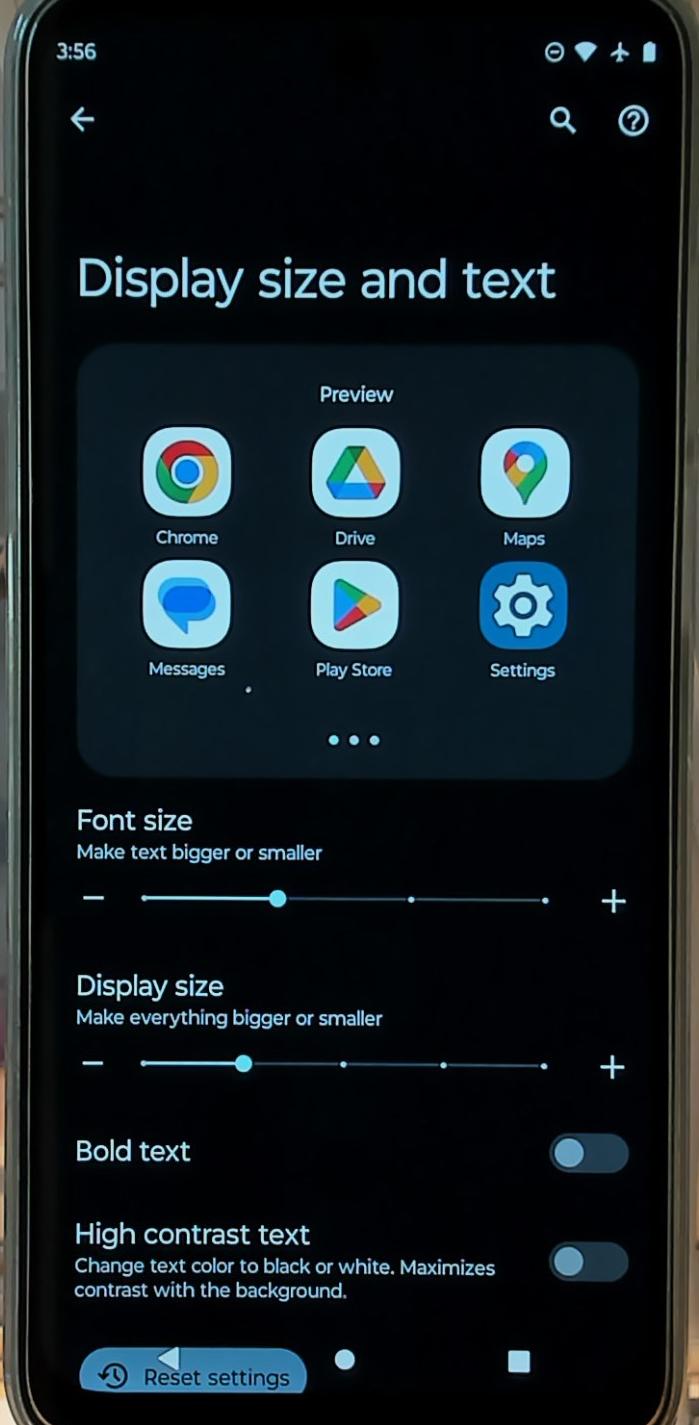 3:56
Display size and text
Preview
Chrome Drive Maps
Messages Play Store Settings
Font size
Make text bigger or smaller
Display size
Make everything bigger or smaller
Bold text
High contrast text
Change text color to black or white. Maximizes
contrast with the background.
Reset settings